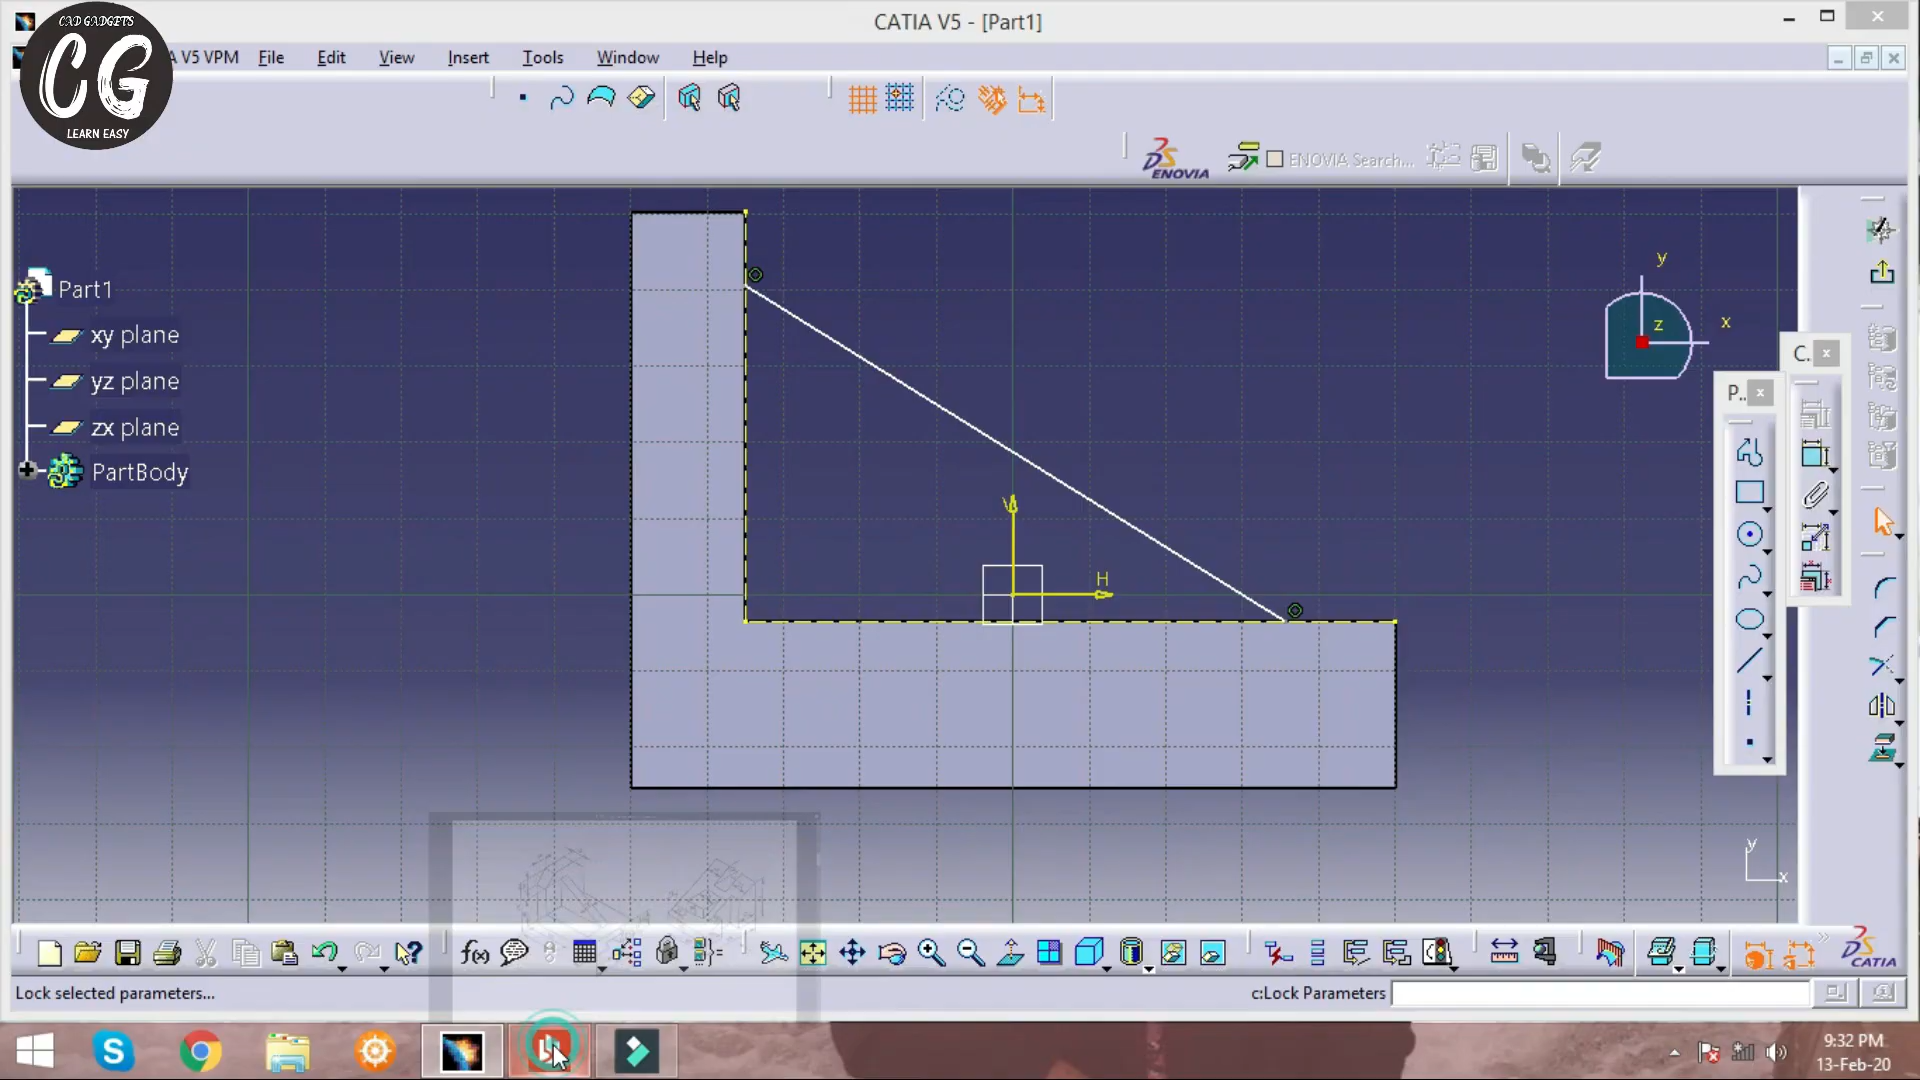 CATIA V5 - [Part1]
CAD GADGETS
CG
LEARN EASY
A V5 VPM File Edit View Insert Tools Window Help
ENOVIA
ENOVIA Search...
Part1
xy plane
yz plane
zx plane
PartBody
y
x
z
C.
P..
V
H
y
x
f(x)
CATIA
Lock selected parameters...
c:Lock Parameters
9:32 PM
13-Feb-20